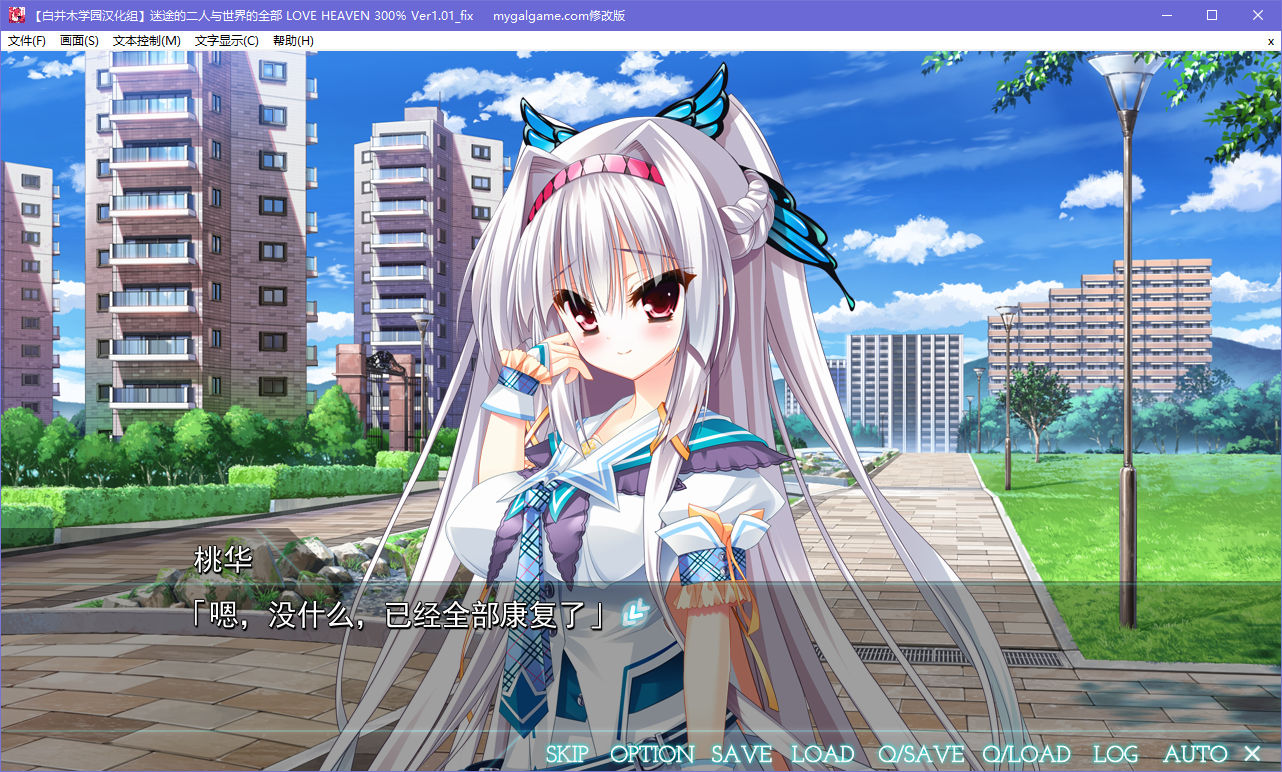 【白井木学园汉化组】迷途的二人与世界的全部 LOVE HEAVEN 300% Ver1.01_fix mygalgame.com修改版
文件(F) 画面(S) 文本控制(M) 文字显示(C) 帮助(H) x
桃华
「嗯，没什么，已经全部康复了」
SKIP OPTION SAVE LOAD Q/SAVE Q/LOAD LOG AUTO ×